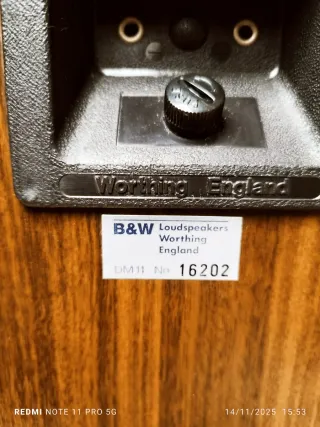 Worthing England
B&W Loudspeakers
Worthing
England
DM11 No 16202
REDMI NOTE 11 PRO 5G
14/11/2025 15:53